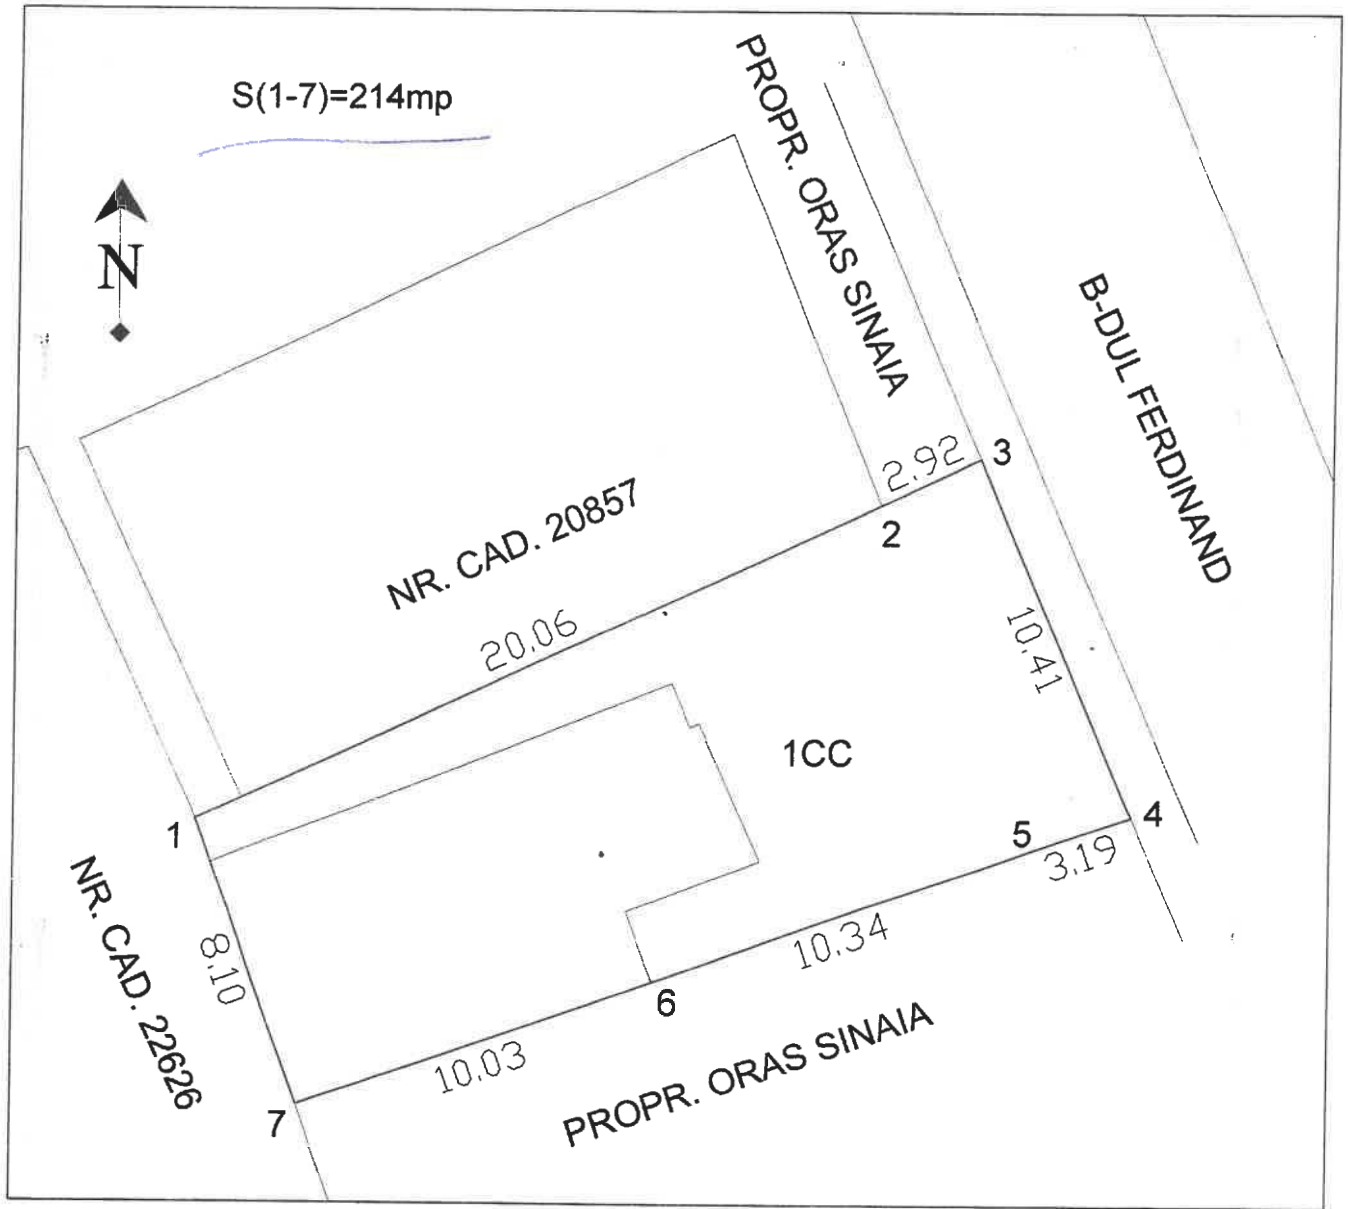 S(1-7)=214mp
N
PROPR. ORAS SINAIA
B-DUL FERDINAND
NR. CAD. 20857
2.92
3
2
20.06
10.41
1CC
1
5
4
3.19
NR. CAD. 22626
8.10
10.34
6
10.03
PROPR. ORAS SINAIA
7